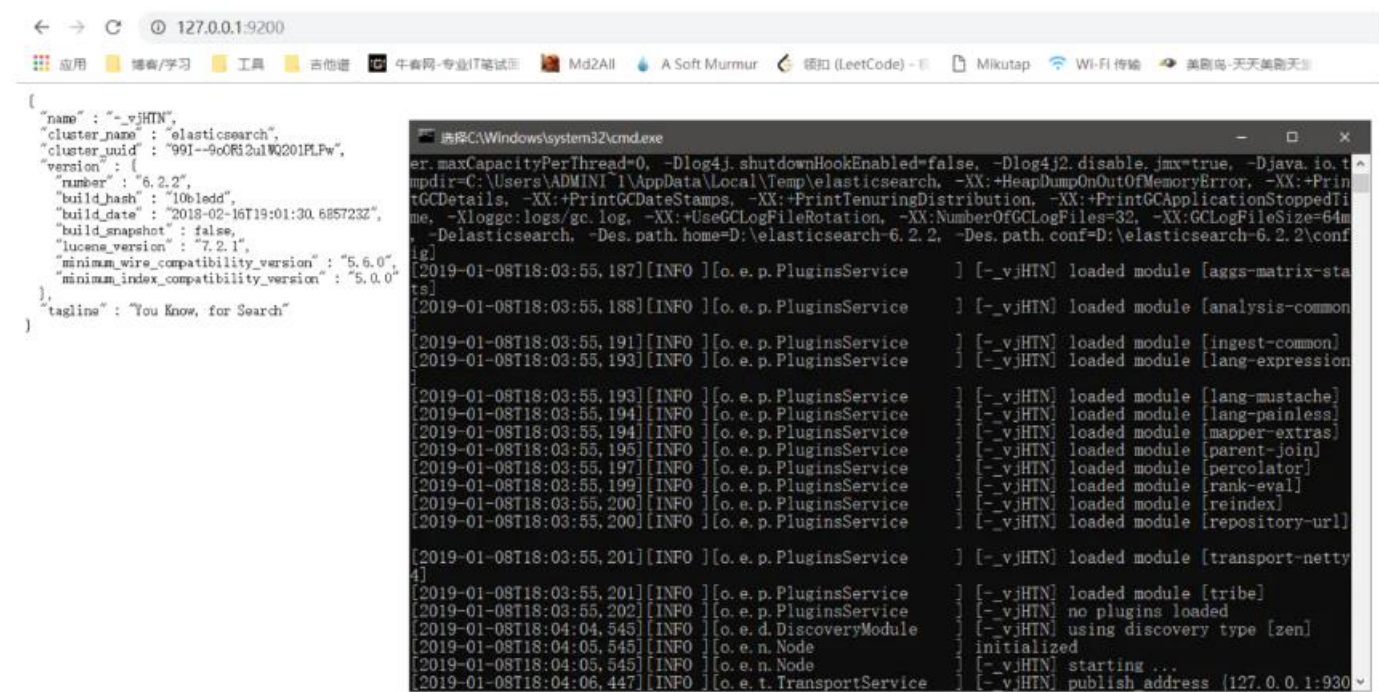 127.0.0.1:9200
应用 博客/学习 工具 吉他谱 牛客网-专业IT笔试面 Md2All A Soft Murmur 领扣 (LeetCode) - Mikutap Wi-Fi 传输 美剧鸟-天天美剧天
{
"name" : "-_vjHTN",
"cluster_name" : "elasticsearch",
"cluster_uuid" : "99I--9oORi2ulWQ201PLPw",
"version" : {
"number" : "6.2.2",
"build_hash" : "10b1edd",
"build_date" : "2018-02-16T19:01:30.685723Z",
"build_snapshot" : false,
"lucene_version" : "7.2.1",
"minimum_wire_compatibility_version" : "5.6.0",
"minimum_index_compatibility_version" : "5.0.0"
},
"tagline" : "You Know, for Search"
}
选择C:\Windows\system32\cmd.exe
er.maxCapacityPerThread=0, -Dlog4j.shutdownHookEnabled=false, -Dlog4j2.disable.jmx=true, -Djava.io.t
mpdir=C:\Users\ADMINI~1\AppData\Local\Temp\elasticsearch, -XX:+HeapDumpOnOutOfMemoryError, -XX:+Prin
tGCDetails, -XX:+PrintGCDateStamps, -XX:+PrintTenuringDistribution, -XX:+PrintGCApplicationStoppedTi
me, -Xloggc:logs/gc.log, -XX:+UseGCLogFileRotation, -XX:NumberOfGCLogFiles=32, -XX:GCLogFileSize=64m
, -Delasticsearch, -Des.path.home=D:\elasticsearch-6.2.2, -Des.path.conf=D:\elasticsearch-6.2.2\conf
ig]
[2019-01-08T18:03:55,187][INFO ][o.e.p.PluginsService ] [-_vjHTN] loaded module [aggs-matrix-sta
ts]
[2019-01-08T18:03:55,188][INFO ][o.e.p.PluginsService ] [-_vjHTN] loaded module [analysis-common
]
[2019-01-08T18:03:55,191][INFO ][o.e.p.PluginsService ] [-_vjHTN] loaded module [ingest-common]
[2019-01-08T18:03:55,193][INFO ][o.e.p.PluginsService ] [-_vjHTN] loaded module [lang-expression
]
[2019-01-08T18:03:55,193][INFO ][o.e.p.PluginsService ] [-_vjHTN] loaded module [lang-mustache]
[2019-01-08T18:03:55,194][INFO ][o.e.p.PluginsService ] [-_vjHTN] loaded module [lang-painless]
[2019-01-08T18:03:55,194][INFO ][o.e.p.PluginsService ] [-_vjHTN] loaded module [mapper-extras]
[2019-01-08T18:03:55,195][INFO ][o.e.p.PluginsService ] [-_vjHTN] loaded module [parent-join]
[2019-01-08T18:03:55,197][INFO ][o.e.p.PluginsService ] [-_vjHTN] loaded module [percolator]
[2019-01-08T18:03:55,199][INFO ][o.e.p.PluginsService ] [-_vjHTN] loaded module [rank-eval]
[2019-01-08T18:03:55,200][INFO ][o.e.p.PluginsService ] [-_vjHTN] loaded module [reindex]
[2019-01-08T18:03:55,200][INFO ][o.e.p.PluginsService ] [-_vjHTN] loaded module [repository-url]
[2019-01-08T18:03:55,201][INFO ][o.e.p.PluginsService ] [-_vjHTN] loaded module [transport-netty
4]
[2019-01-08T18:03:55,201][INFO ][o.e.p.PluginsService ] [-_vjHTN] loaded module [tribe]
[2019-01-08T18:03:55,202][INFO ][o.e.p.PluginsService ] [-_vjHTN] no plugins loaded
[2019-01-08T18:04:04,545][INFO ][o.e.d.DiscoveryModule ] [-_vjHTN] using discovery type [zen]
[2019-01-08T18:04:05,545][INFO ][o.e.n.Node ] initialized
[2019-01-08T18:04:05,545][INFO ][o.e.n.Node ] [-_vjHTN] starting ...
[2019-01-08T18:04:06,447][INFO ][o.e.t.TransportService ] [-_vjHTN] publish_address {127.0.0.1:930